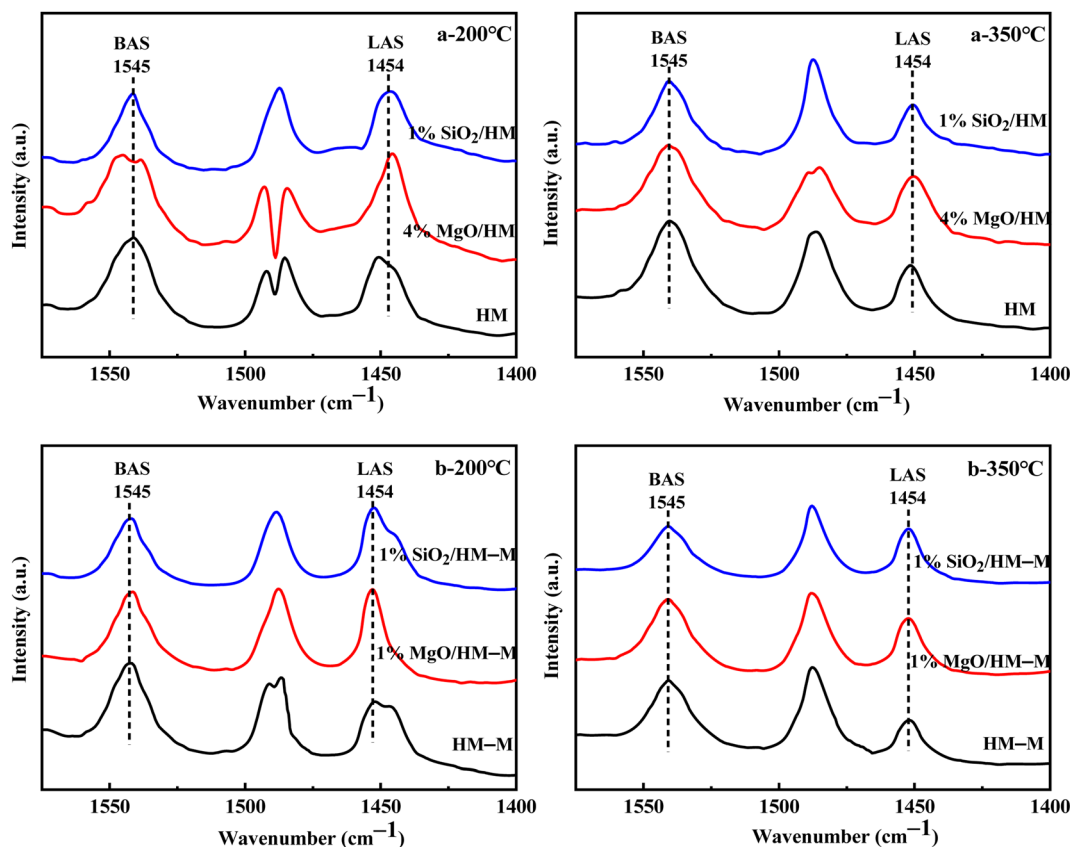 a-200°C
BAS
1545
LAS
1454
1% SiO₂/HM
4% MgO/HM
HM
Intensity (a.u.)
1550
1500
1450
1400
Wavenumber (cm⁻¹)
a-350°C
BAS
1545
LAS
1454
1% SiO₂/HM
4% MgO/HM
HM
Intensity (a.u.)
1550
1500
1450
1400
Wavenumber (cm⁻¹)
b-200°C
BAS
1545
LAS
1454
1% SiO₂/HM−M
1% MgO/HM−M
HM−M
Intensity (a.u.)
1550
1500
1450
1400
Wavenumber (cm⁻¹)
b-350°C
BAS
1545
LAS
1454
1% SiO₂/HM−M
1% MgO/HM−M
HM−M
Intensity (a.u.)
1550
1500
1450
1400
Wavenumber (cm⁻¹)